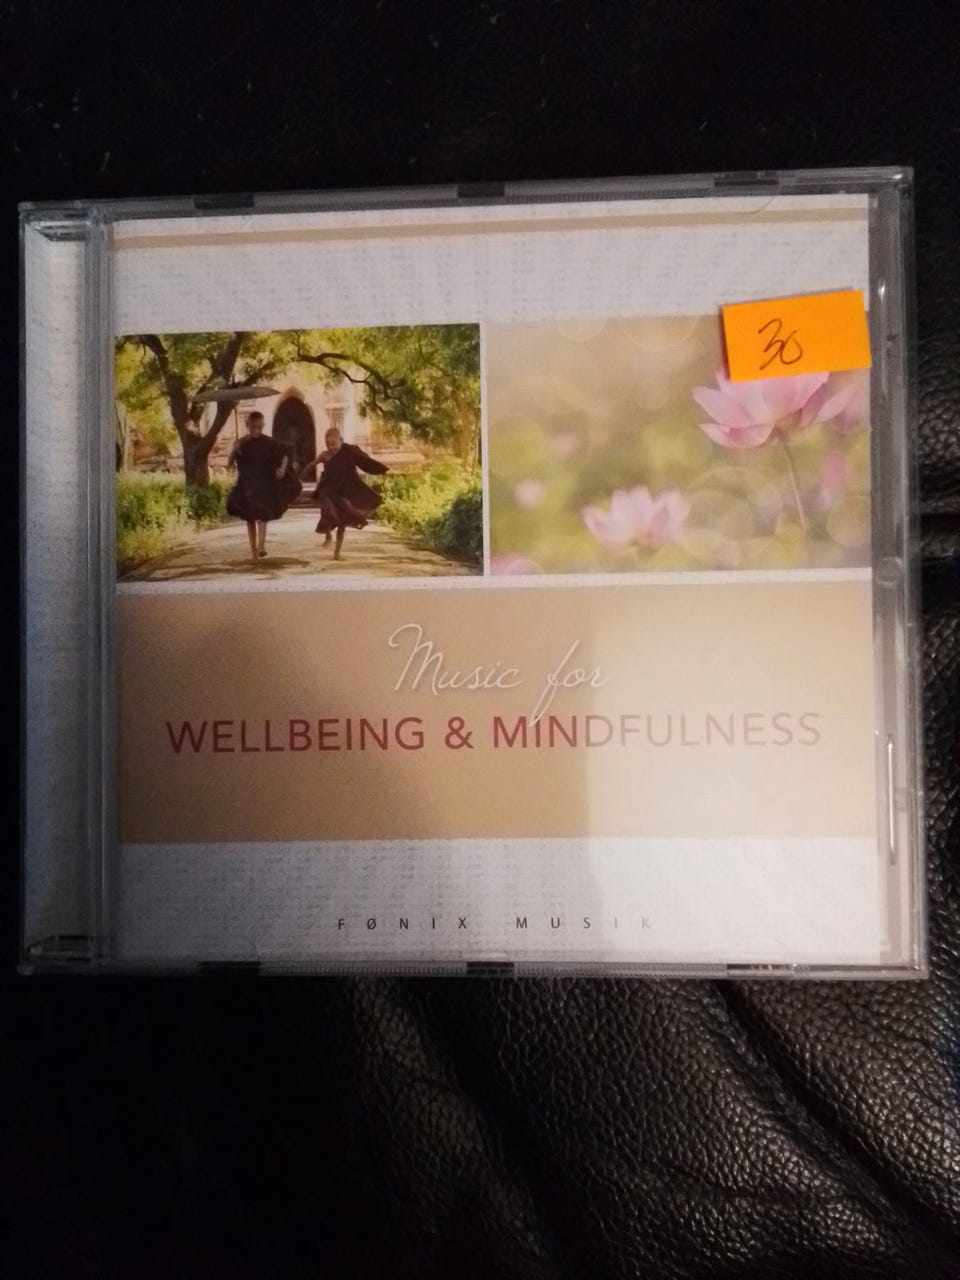 30
Music for
WELLBEING & MINDFULNESS
FØNIX MUSIK